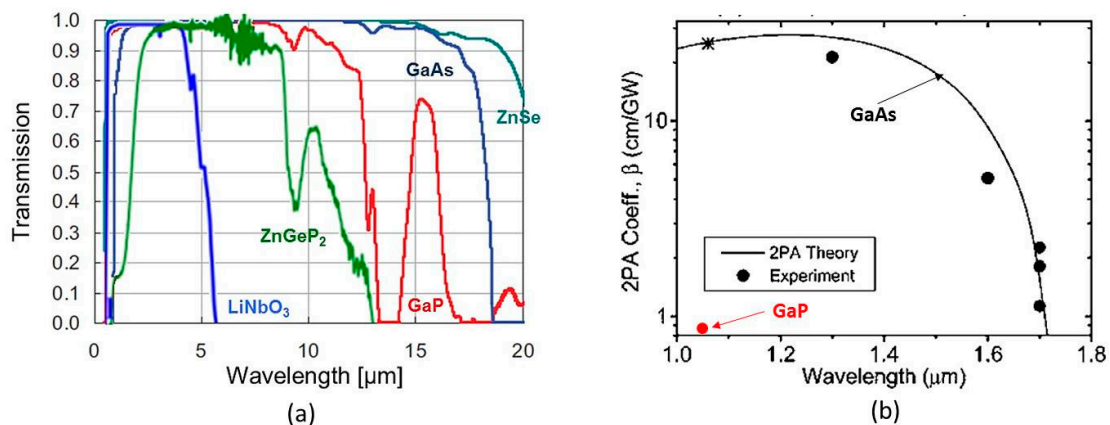 1.0
0.9
0.8
0.7
0.6
0.5
0.4
0.3
0.2
0.1
0.0
Transmission
GaAs
ZnSe
ZnGeP₂
LiNbO₃
GaP
0 5 10 15 20
Wavelength [µm]
(a)
10
1
2PA Coeff., β (cm/GW)
GaAs
2PA Theory
Experiment
GaP
1.0 1.2 1.4 1.6 1.8
Wavelength (µm)
(b)